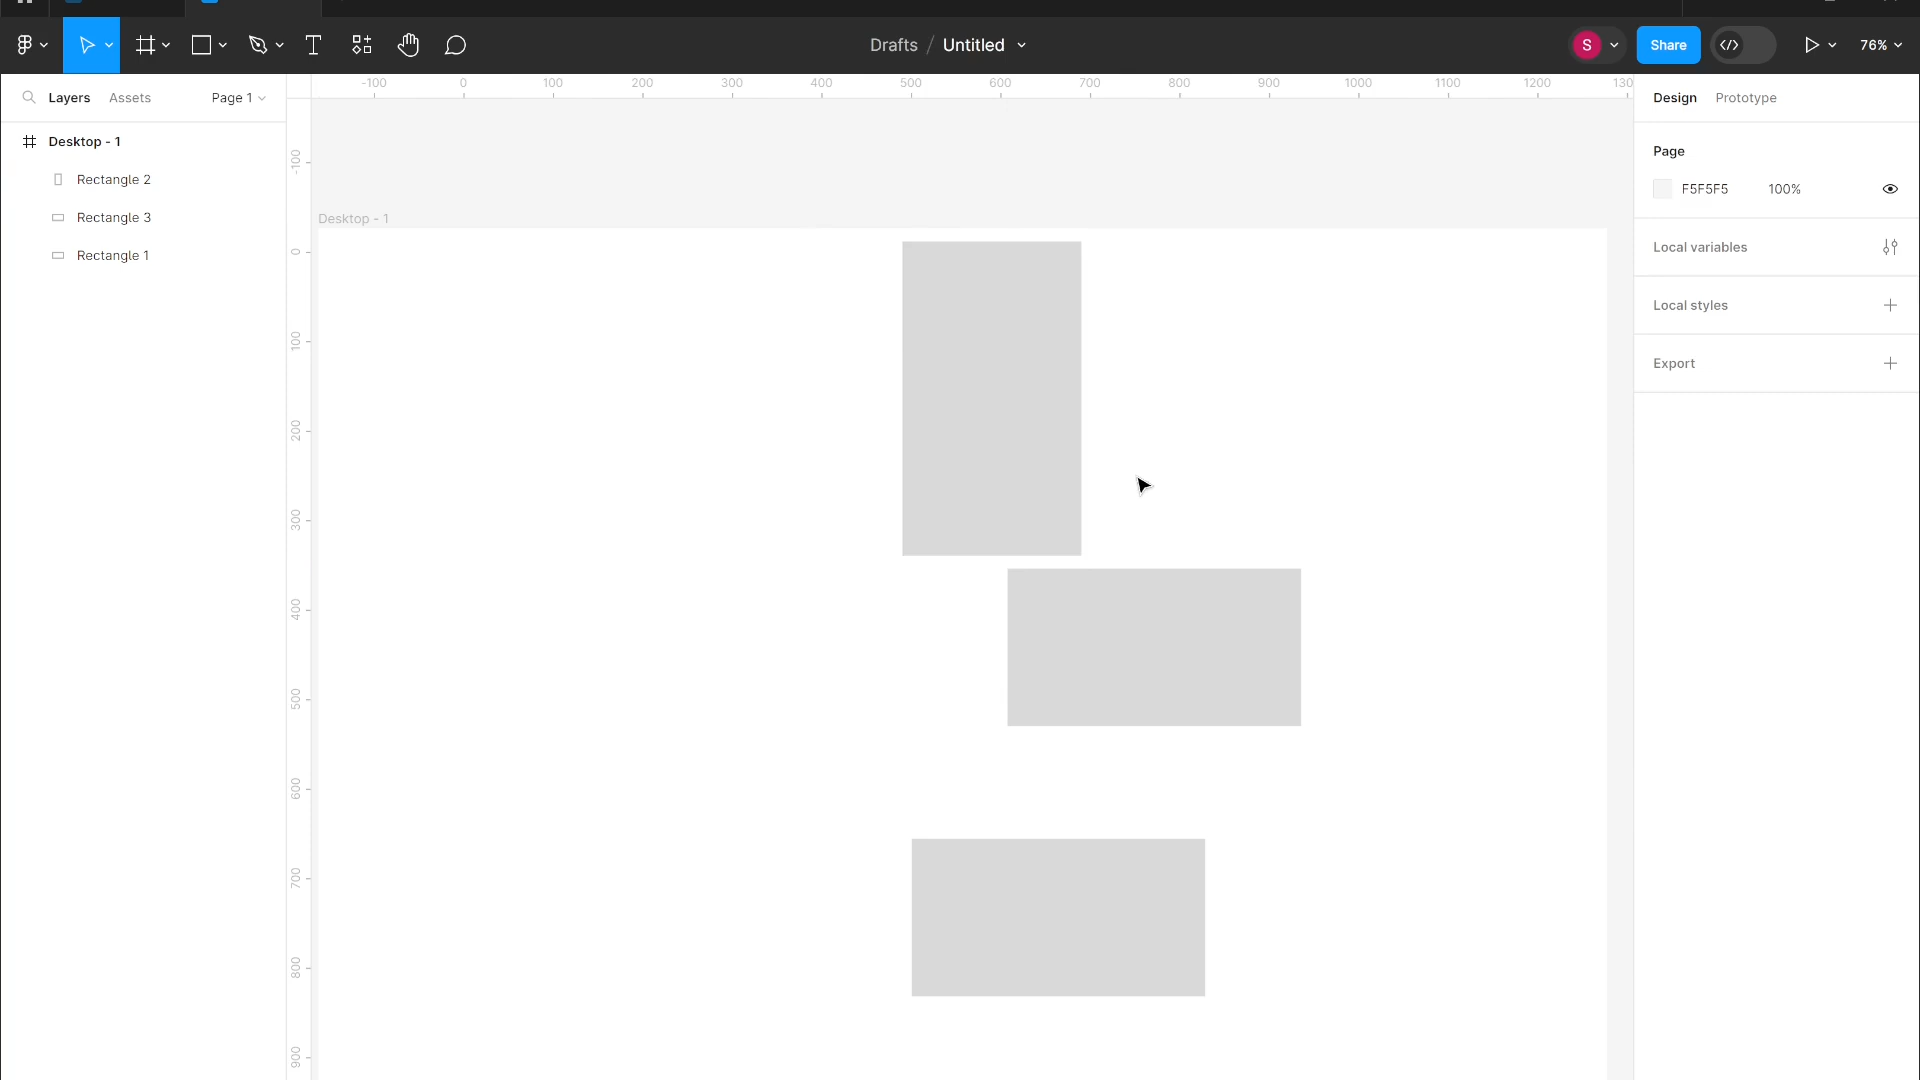 Drafts / Untitled
S
Share
76%
Layers
Assets
Page 1
-100 0 100 200 300 400 500 600 700 800 900 1000 1100 1200 130
Design
Prototype
Desktop - 1
Rectangle 2
Rectangle 3
Rectangle 1
-100
0
100
200
300
400
500
600
700
800
900
Desktop - 1
Page
F5F5F5 100%
Local variables
Local styles
Export